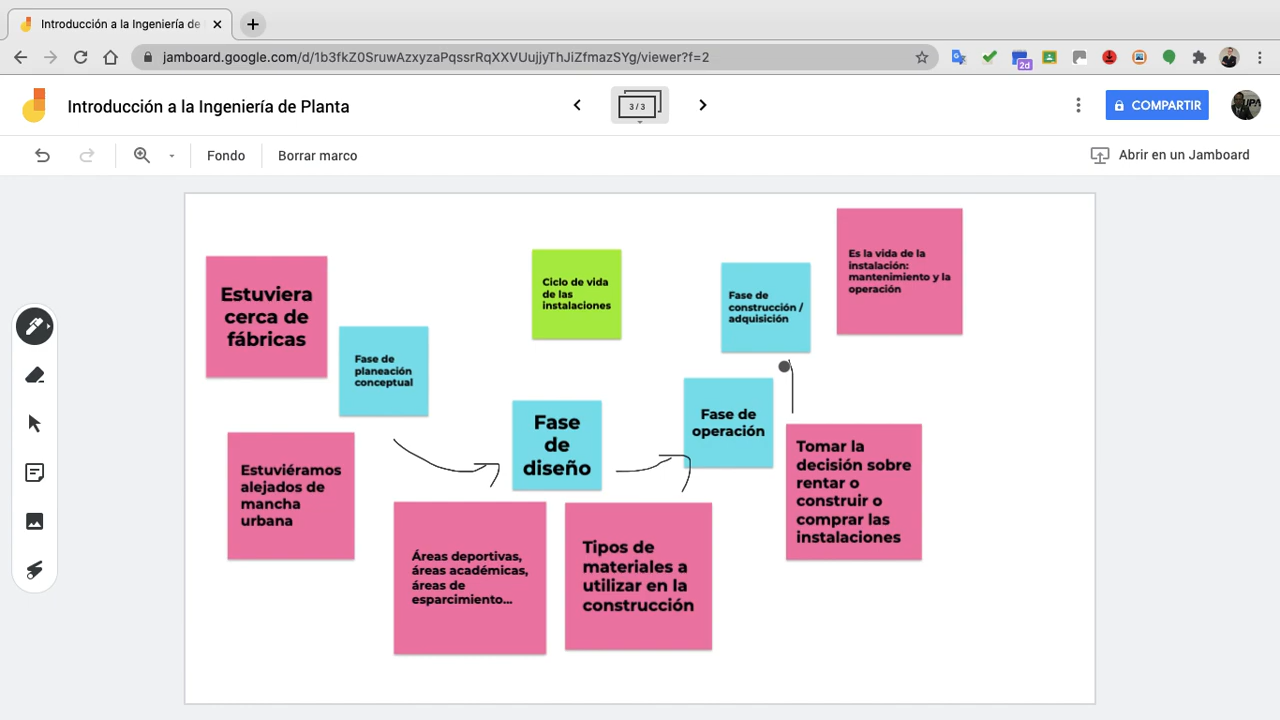 Introducción a la Ingeniería de
jamboard.google.com/d/1b3fkZ0SruwAzxyzaPqssrRqXXVUujjyThJiZfmazSYg/viewer?f=2
2d
Introducción a la Ingeniería de Planta
3/3
COMPARTIR
Fondo
Borrar marco
Abrir en un Jamboard
Estuviera
cerca de
fábricas
Fase de
planeación
conceptual
Ciclo de vida
de las
instalaciones
Fase de
construcción /
adquisición
Es la vida de la
instalación:
mantenimiento y la
operación
Estuviéramos
alejados de
mancha
urbana
Fase
de
diseño
Fase de
operación
Tomar la
decisión sobre
rentar o
construir o
comprar las
instalaciones
Áreas deportivas,
áreas académicas,
áreas de
esparcimiento...
Tipos de
materiales a
utilizar en la
construcción